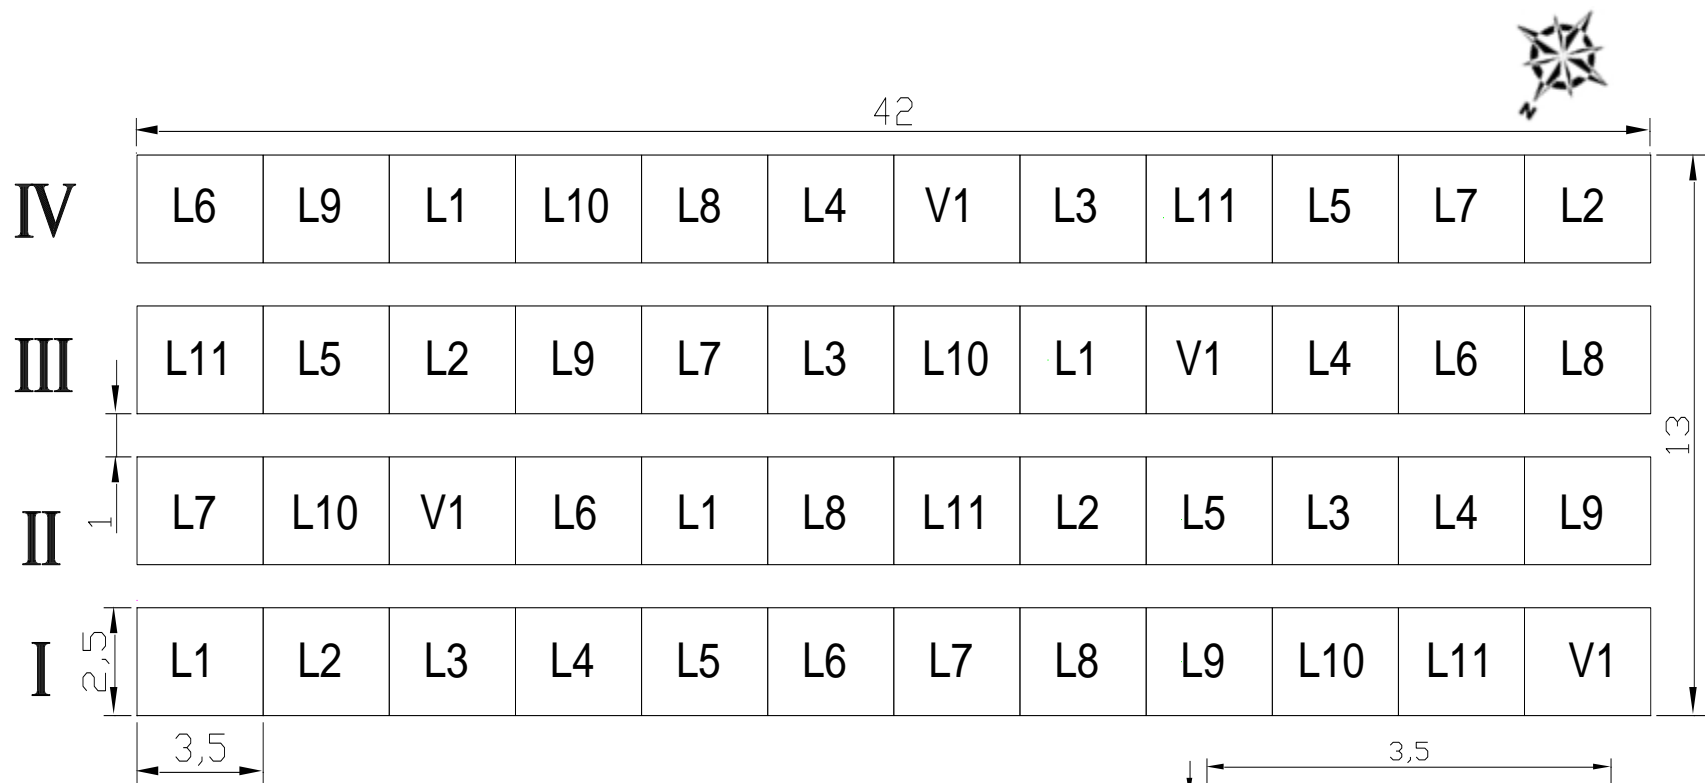 N
42
IV L6 L9 L1 L10 L8 L4 V1 L3 L11 L5 L7 L2
III L11 L5 L2 L9 L7 L3 L10 L1 V1 L4 L6 L8
13
II 1 L7 L10 V1 L6 L1 L8 L11 L2 L5 L3 L4 L9
I 2,5 L1 L2 L3 L4 L5 L6 L7 L8 L9 L10 L11 V1
3,5 3,5